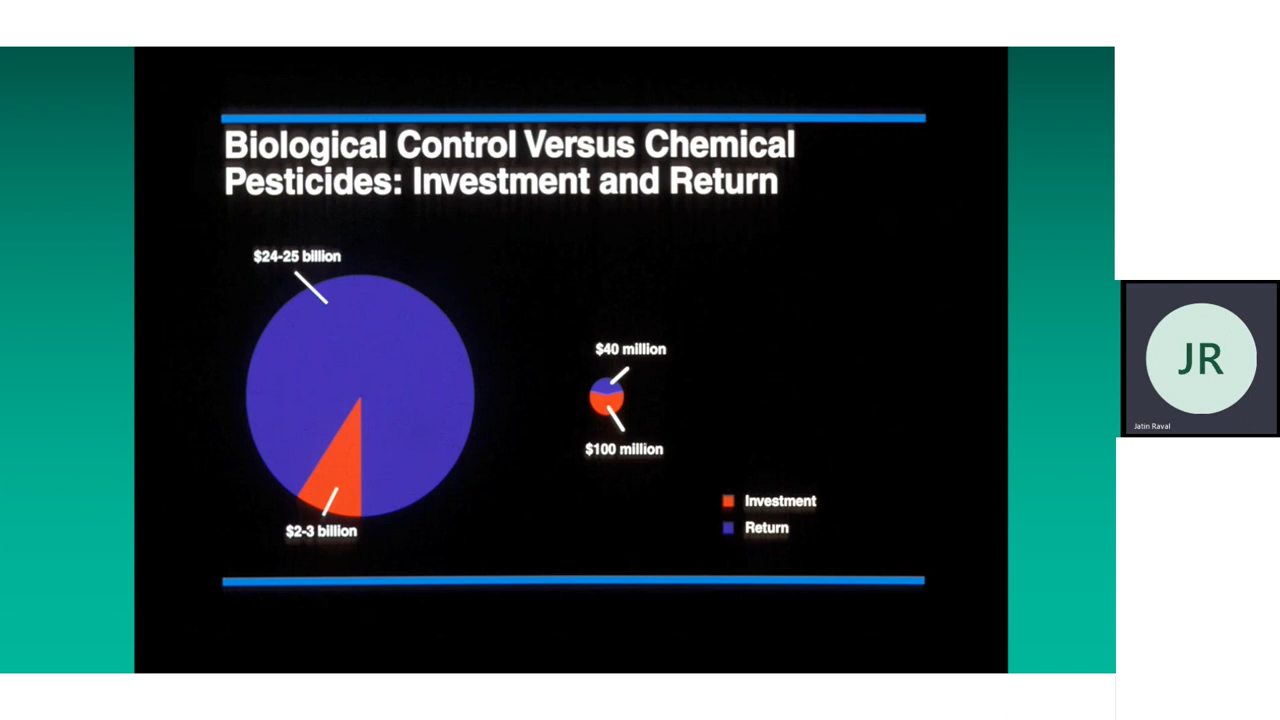 Biological Control Versus Chemical
Pesticides: Investment and Return
$24-25 billion
$2-3 billion
$40 million
$100 million
Investment
Return
JR
Jatin Raval